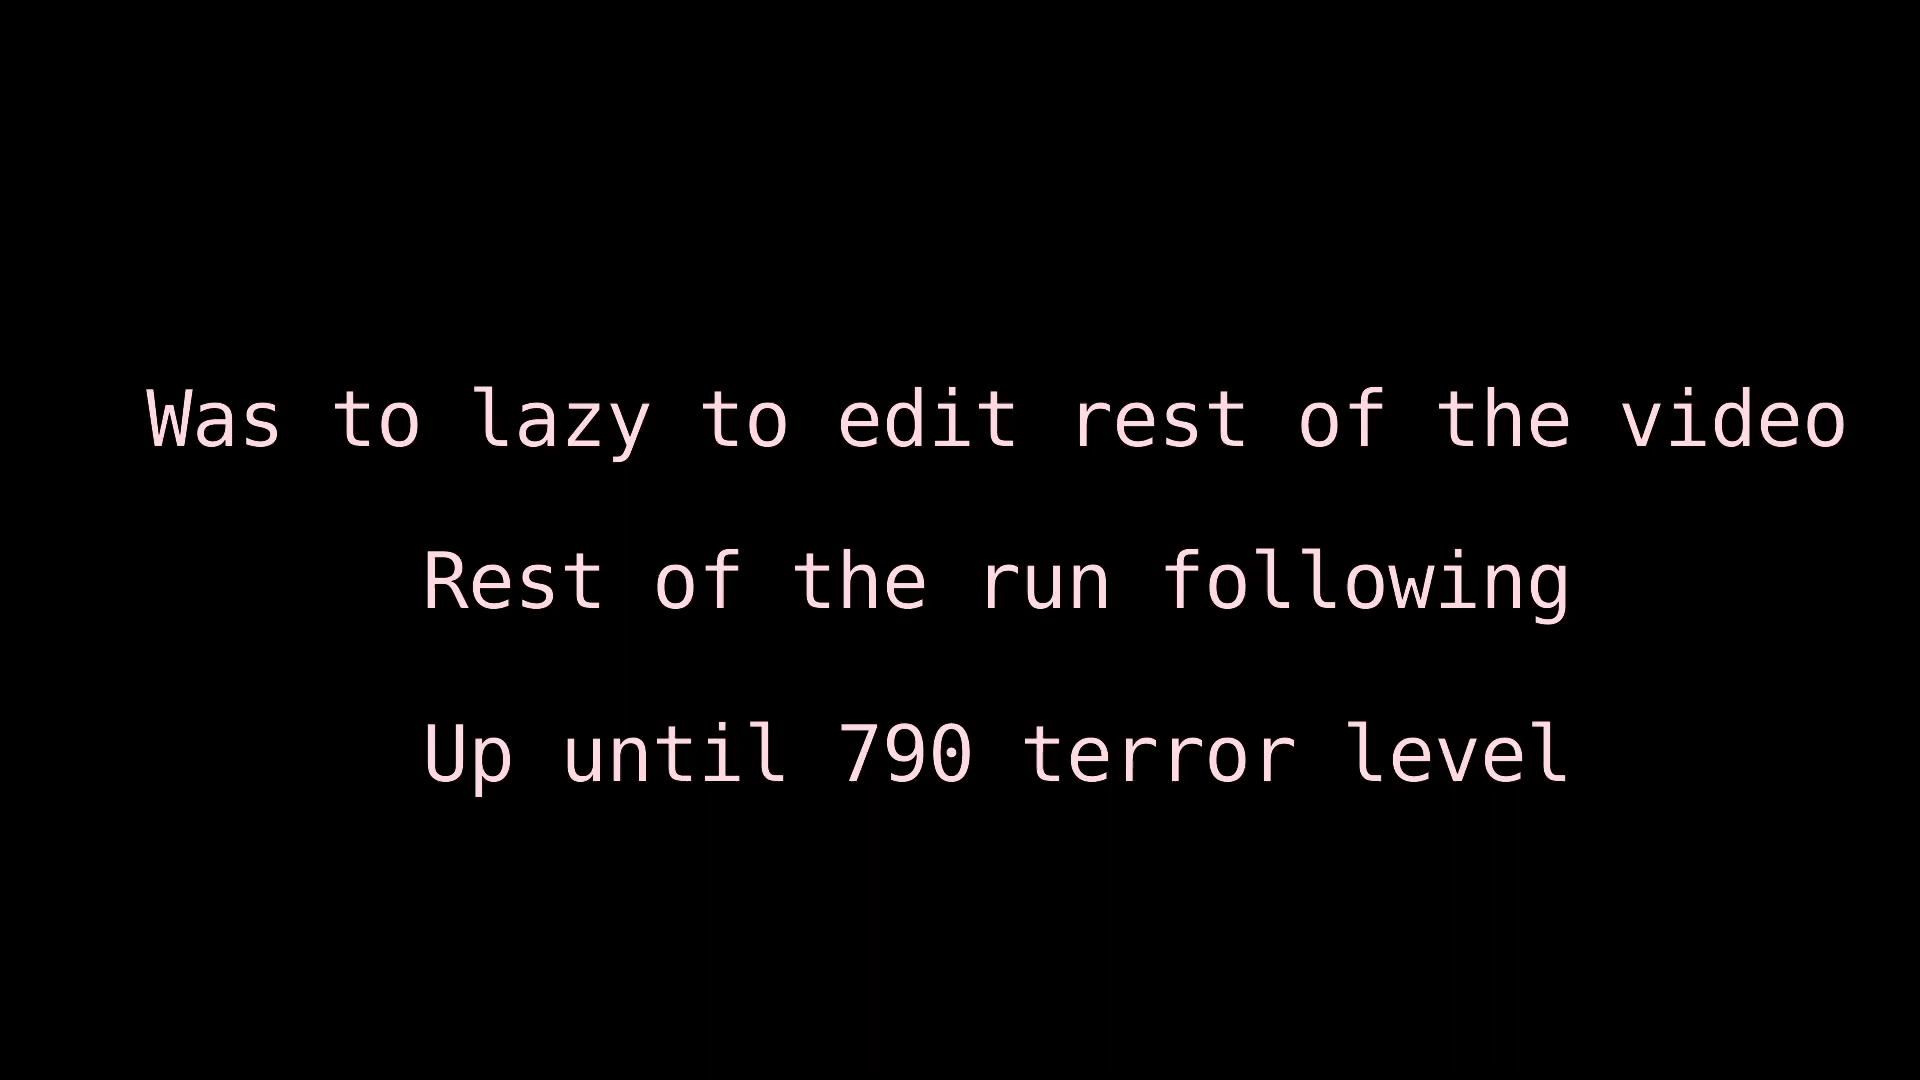 Was to lazy to edit rest of the video
Rest of the run following
Up until 790 terror level